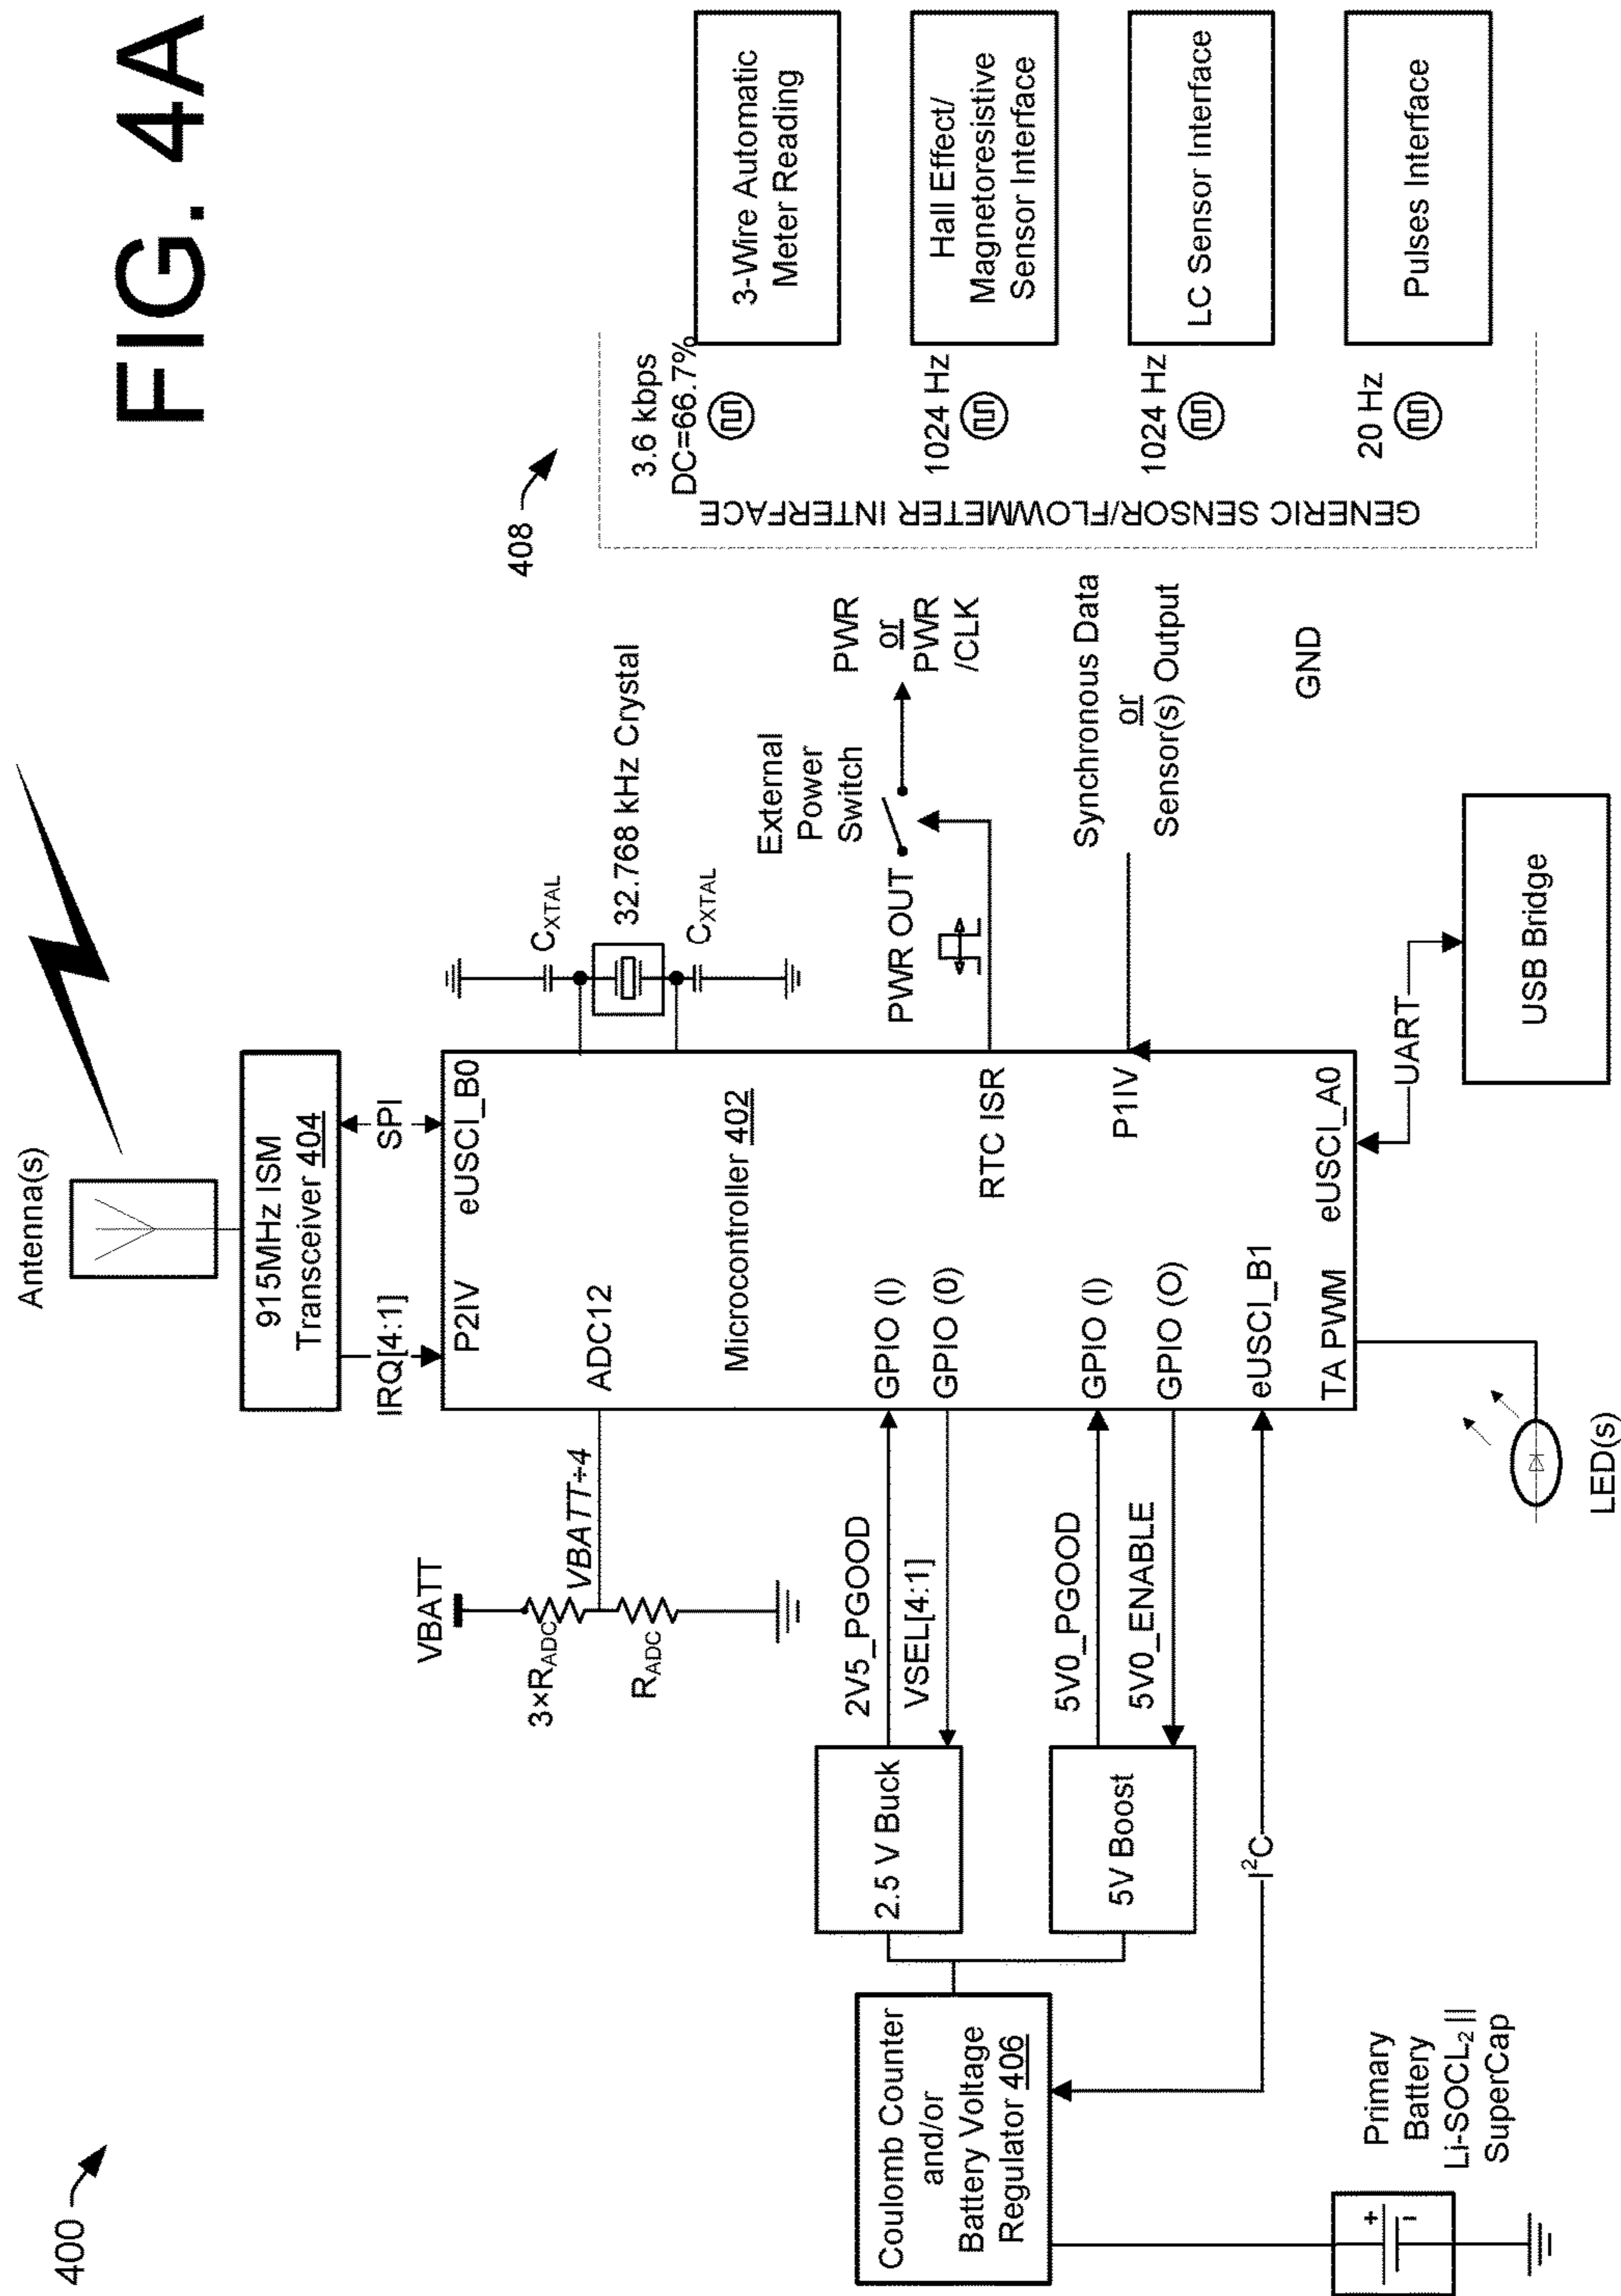 FIG. 4A
400
Antenna(s)
915MHz ISM
Transceiver 404
IRQ[4:1]
SPI
P2IV
eUSCI_B0
ADC12
Microcontroller 402
GPIO (I)
GPIO (0)
GPIO (I)
GPIO (O)
eUSCI_B1
TA PWM
eUSCI_A0
RTC ISR
P1IV
VBATT
3×R_ADC
R_ADC
VBATT÷4
2V5_PGOOD
VSEL[4:1]
5V0_PGOOD
5V0_ENABLE
2.5 V Buck
5V Boost
I²C
Coulomb Counter
and/or
Battery Voltage
Regulator 406
+
-
Primary
Battery
Li-SOCL₂ ||
SuperCap
LED(s)
UART
USB Bridge
C_XTAL
32.768 kHz Crystal
C_XTAL
External
Power
Switch
PWR OUT
PWR
or
PWR
/CLK
Synchronous Data
or
Sensor(s) Output
GND
408
GENERIC SENSOR/FLOWMETER INTERFACE
3.6 kbps
DC=66.7%
3-Wire Automatic
Meter Reading
1024 Hz
Hall Effect/
Magnetoresistive
Sensor Interface
1024 Hz
LC Sensor Interface
20 Hz
Pulses Interface